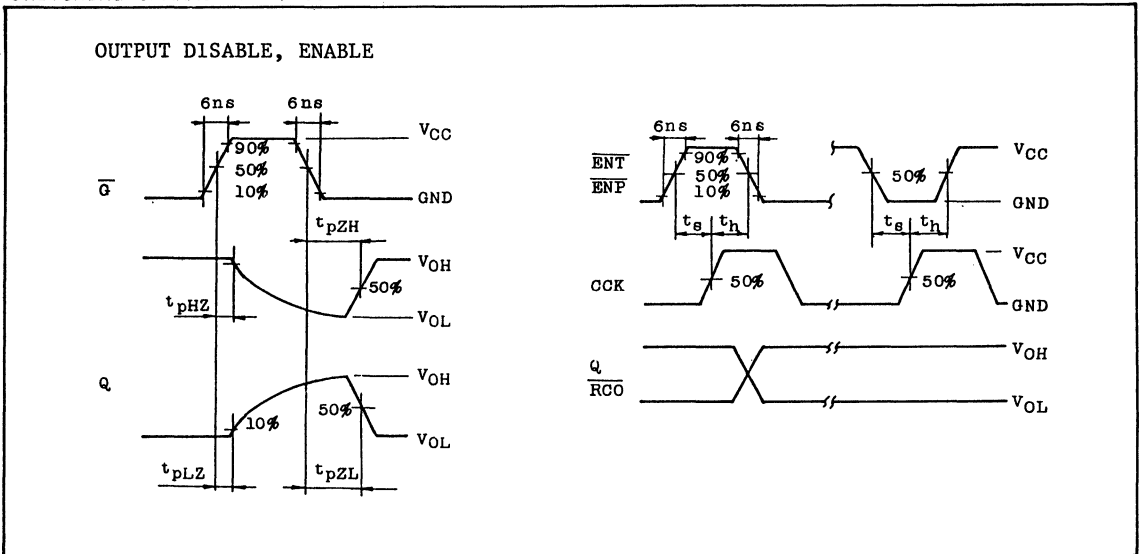 OUTPUT D1SABLE, ENABLE
6ns 6ns
VCC
90%
50%
10%
G
GND
tpZH
VOH
50%
tpHZ
VOL
Q
VOH
50%
10%
VOL
tpLZ
tpZL
6ns 6ns
ENT
ENP
90%
50%
10%
50%
VCC
GND
ts th
ts th
CCK
50%
50%
VCC
GND
Q
RCO
VOH
VOL